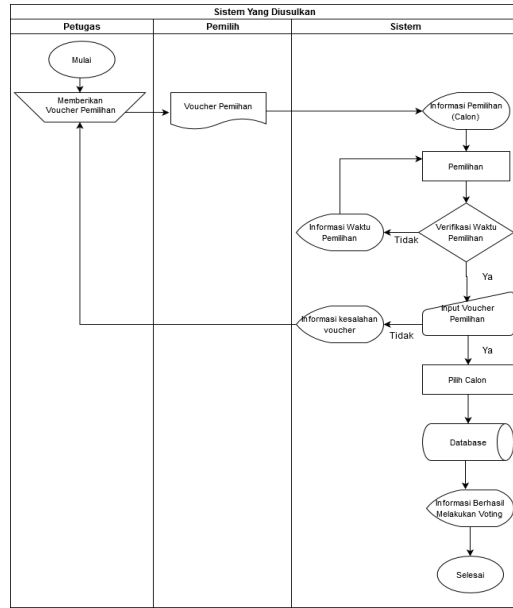 Sistem Yang Diusulkan
Petugas
Pemilih
Sistem
Mulai
Memberikan
Voucher Pemilihan
Voucher Pemiihan
Informasi Pemilihan
(Calon)
Pemilihan
Informasi Waktu
Pemilihan
Tidak
Verifikasi Waktu
Pemilihan
Ya
Informasi kesalahan
voucher
Tidak
Input Voucher
Pemilihan
Ya
Pilih Calon
Database
Informasi Berhasil
Melakukan Voting
Selesai